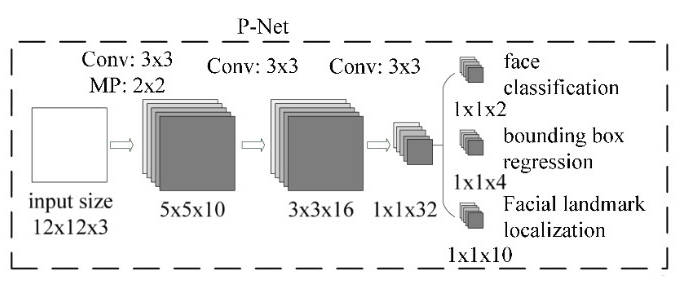 P-Net
Conv: 3x3
MP: 2x2
Conv: 3x3
Conv: 3x3
face
classification
1x1x2
bounding box
regression
1x1x4
Facial landmark
localization
1x1x10
input size
12x12x3
5x5x10
3x3x16
1x1x32